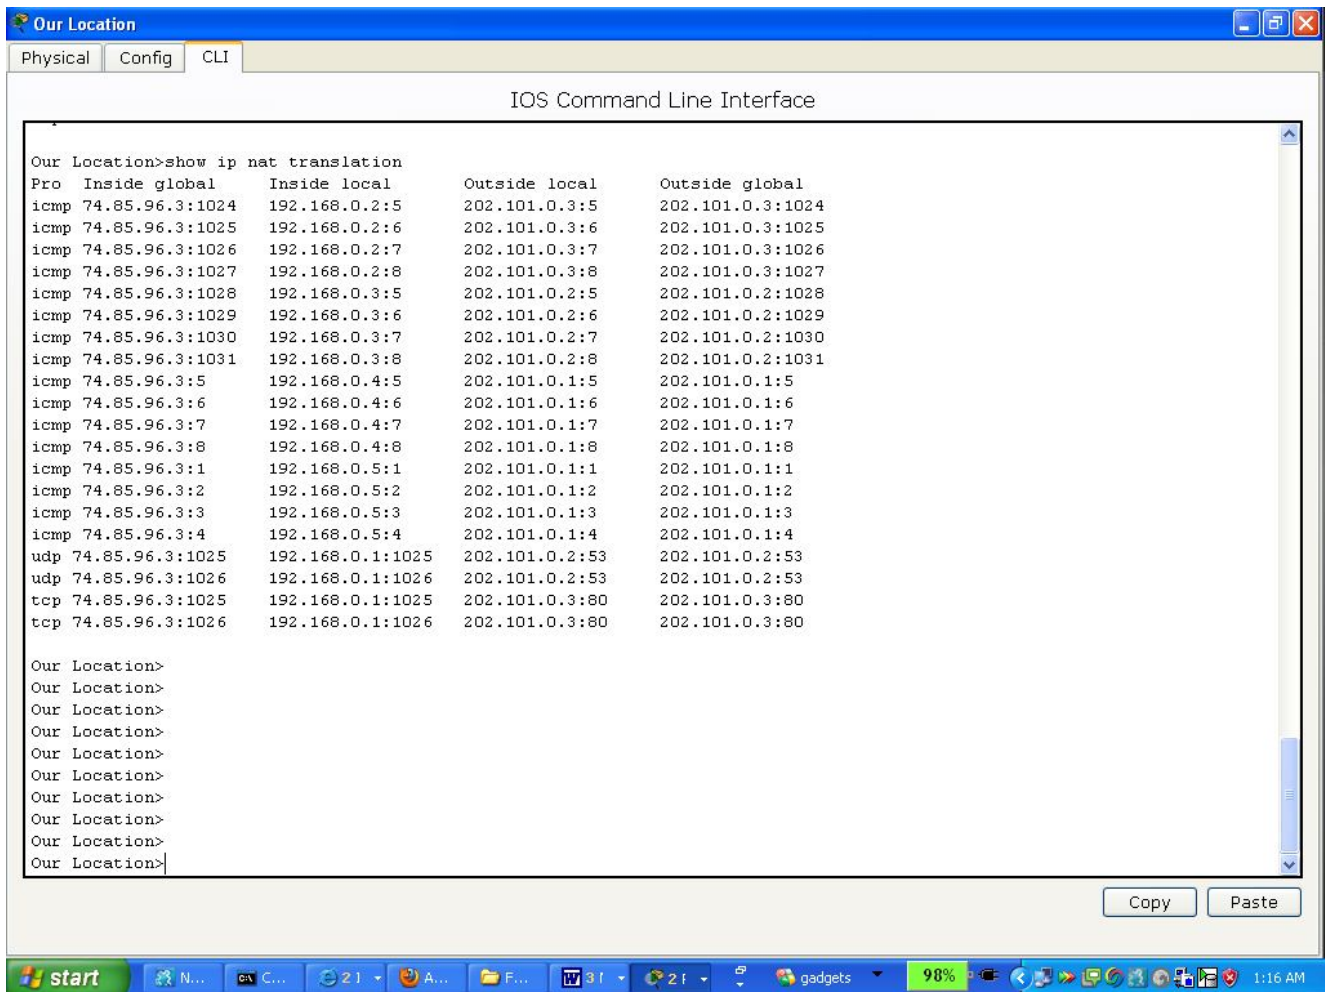 Our Location
Physical Config CLI
IOS Command Line Interface
Our Location>show ip nat translation
Pro Inside global Inside local Outside local Outside global
icmp 74.85.96.3:1024 192.168.0.2:5 202.101.0.3:5 202.101.0.3:1024
icmp 74.85.96.3:1025 192.168.0.2:6 202.101.0.3:6 202.101.0.3:1025
icmp 74.85.96.3:1026 192.168.0.2:7 202.101.0.3:7 202.101.0.3:1026
icmp 74.85.96.3:1027 192.168.0.2:8 202.101.0.3:8 202.101.0.3:1027
icmp 74.85.96.3:1028 192.168.0.3:5 202.101.0.2:5 202.101.0.2:1028
icmp 74.85.96.3:1029 192.168.0.3:6 202.101.0.2:6 202.101.0.2:1029
icmp 74.85.96.3:1030 192.168.0.3:7 202.101.0.2:7 202.101.0.2:1030
icmp 74.85.96.3:1031 192.168.0.3:8 202.101.0.2:8 202.101.0.2:1031
icmp 74.85.96.3:5 192.168.0.4:5 202.101.0.1:5 202.101.0.1:5
icmp 74.85.96.3:6 192.168.0.4:6 202.101.0.1:6 202.101.0.1:6
icmp 74.85.96.3:7 192.168.0.4:7 202.101.0.1:7 202.101.0.1:7
icmp 74.85.96.3:8 192.168.0.4:8 202.101.0.1:8 202.101.0.1:8
icmp 74.85.96.3:1 192.168.0.5:1 202.101.0.1:1 202.101.0.1:1
icmp 74.85.96.3:2 192.168.0.5:2 202.101.0.1:2 202.101.0.1:2
icmp 74.85.96.3:3 192.168.0.5:3 202.101.0.1:3 202.101.0.1:3
icmp 74.85.96.3:4 192.168.0.5:4 202.101.0.1:4 202.101.0.1:4
udp 74.85.96.3:1025 192.168.0.1:1025 202.101.0.2:53 202.101.0.2:53
udp 74.85.96.3:1026 192.168.0.1:1026 202.101.0.2:53 202.101.0.2:53
tcp 74.85.96.3:1025 192.168.0.1:1025 202.101.0.3:80 202.101.0.3:80
tcp 74.85.96.3:1026 192.168.0.1:1026 202.101.0.3:80 202.101.0.3:80
Our Location>
Our Location>
Our Location>
Our Location>
Our Location>
Our Location>
Our Location>
Our Location>
Our Location>
Our Location>
Copy Paste
start N... C... 2 A... F... 3 2 gadgets 98% 1:16 AM